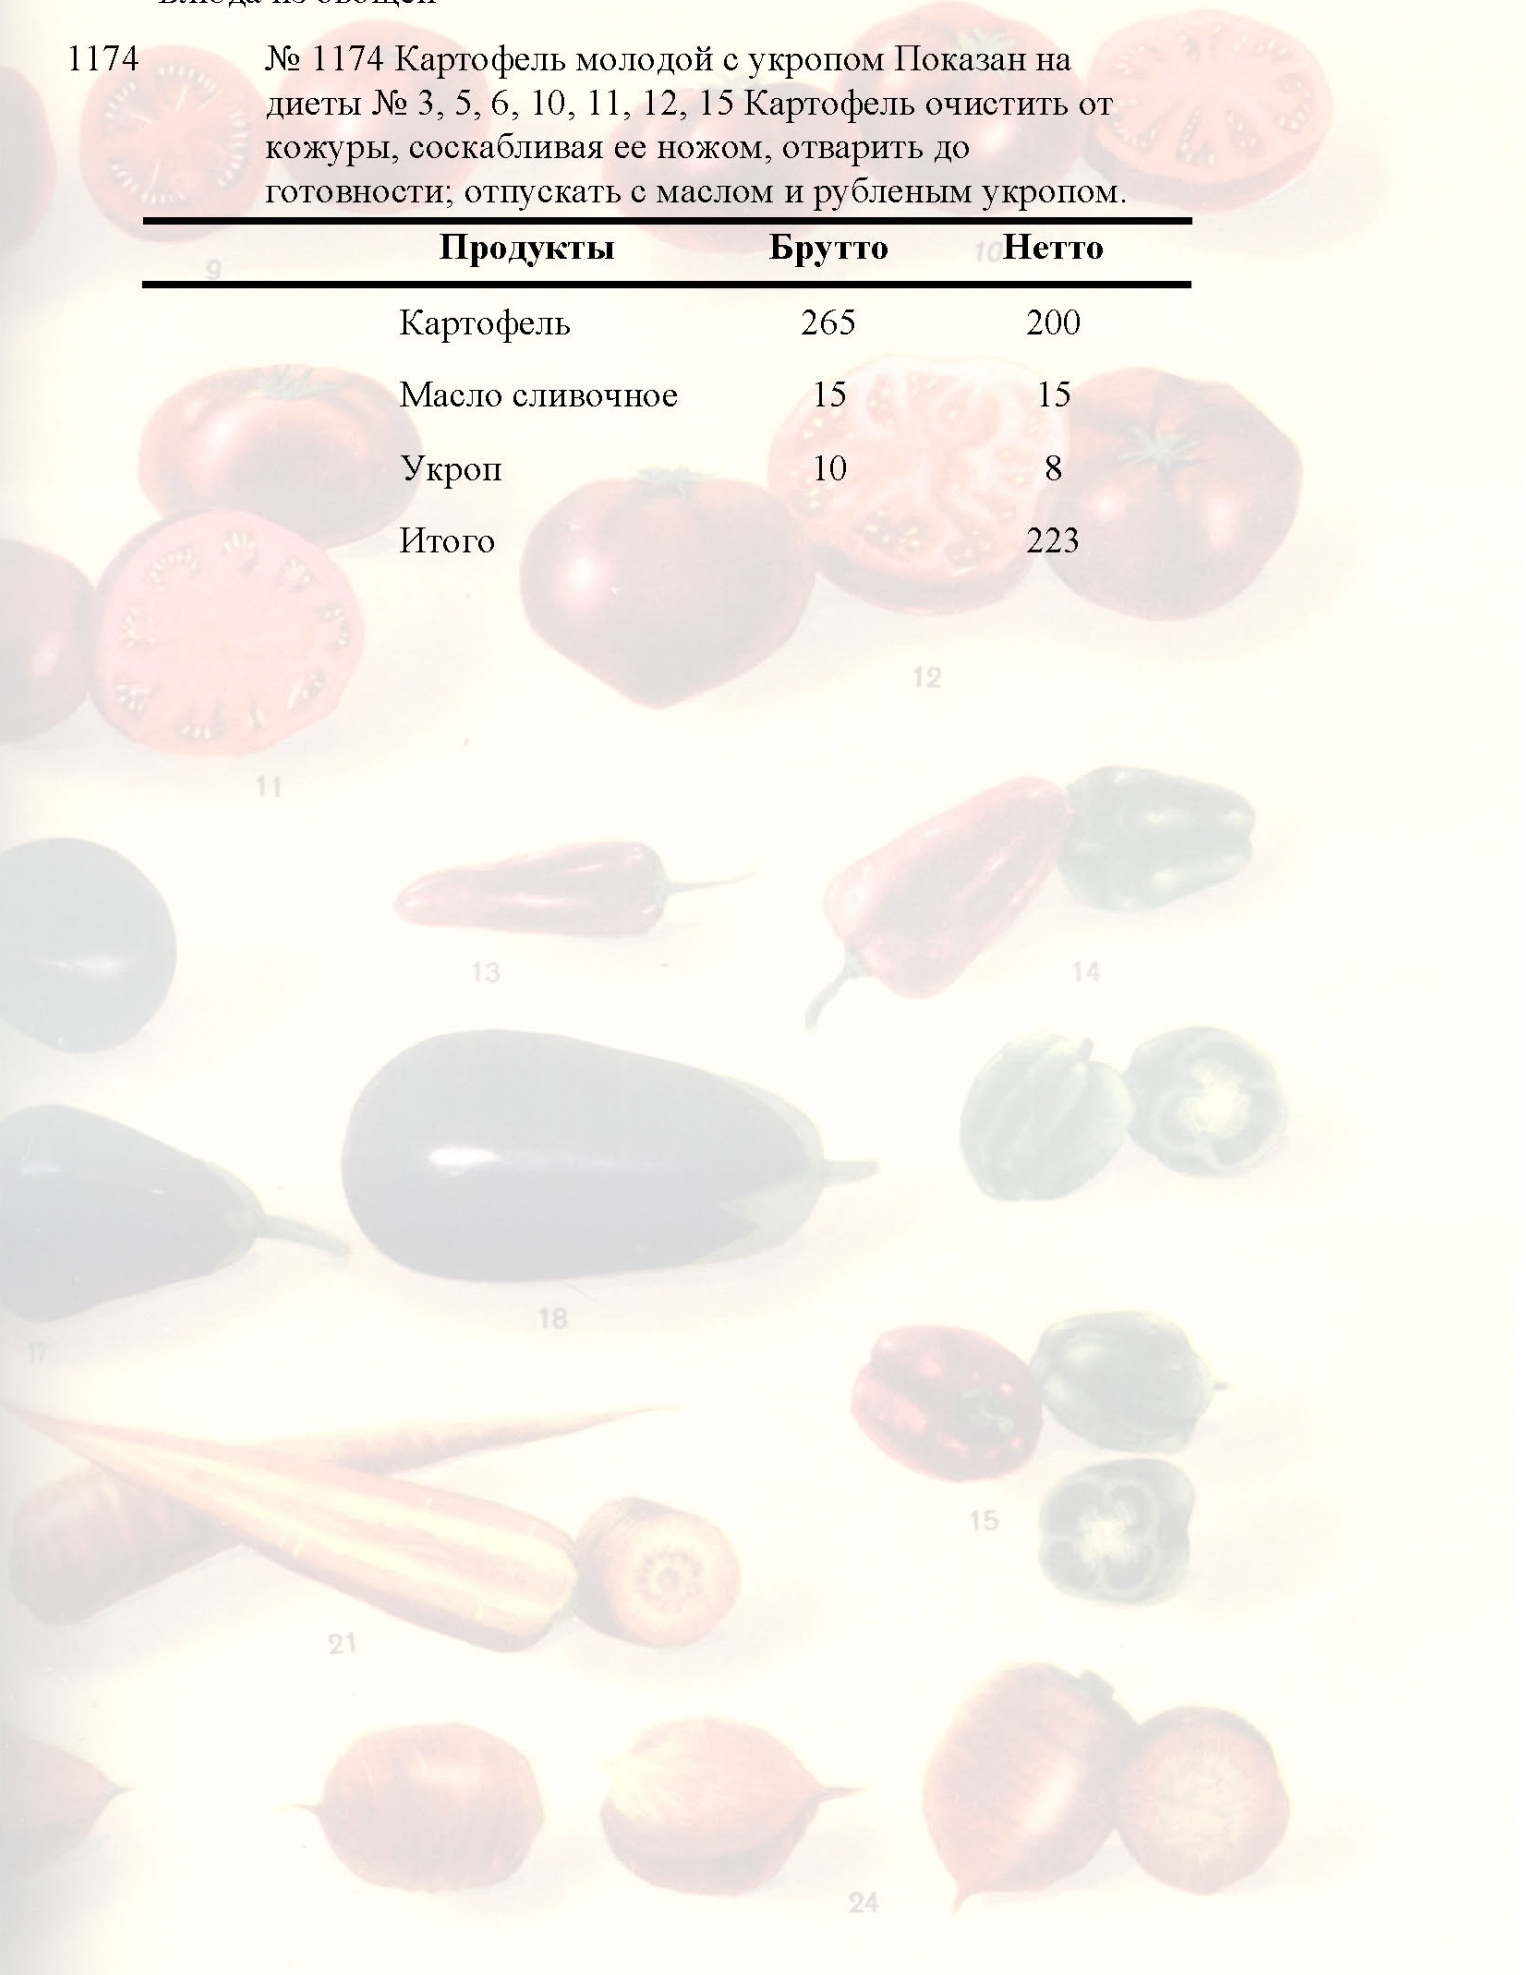 Блюда из овощей
1174
№ 1174 Картофель молодой с укропом Показан на
диеты № 3, 5, 6, 10, 11, 12, 15 Картофель очистить от
кожуры, соскабливая ее ножом, отварить до
готовности; отпускать с маслом и рубленым укропом.
Продукты Брутто Нетто
Картофель 265 200
Масло сливочное 15 15
Укроп 10 8
Итого 223
9
10
12
11
13
14
18
17
15
21
24